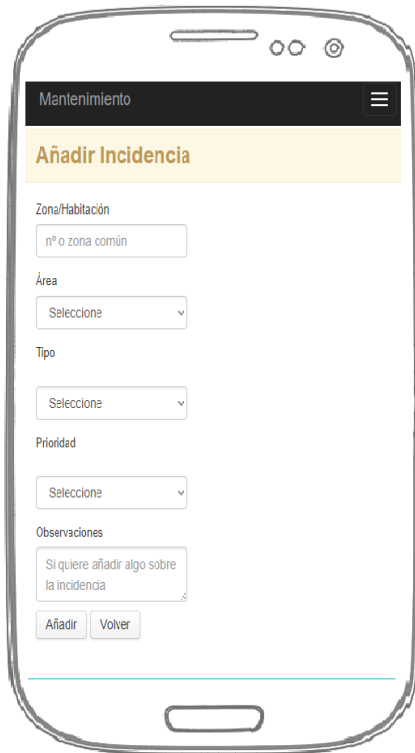 Mantenimiento
Añadir Incidencia
Zona/Habitación
nº o zona común
Área
Seleccione
Tipo
Seleccione
Prioridad
Seleccione
Observaciones
Si quiere añadir algo sobre
la incidencia
Añadir Volver